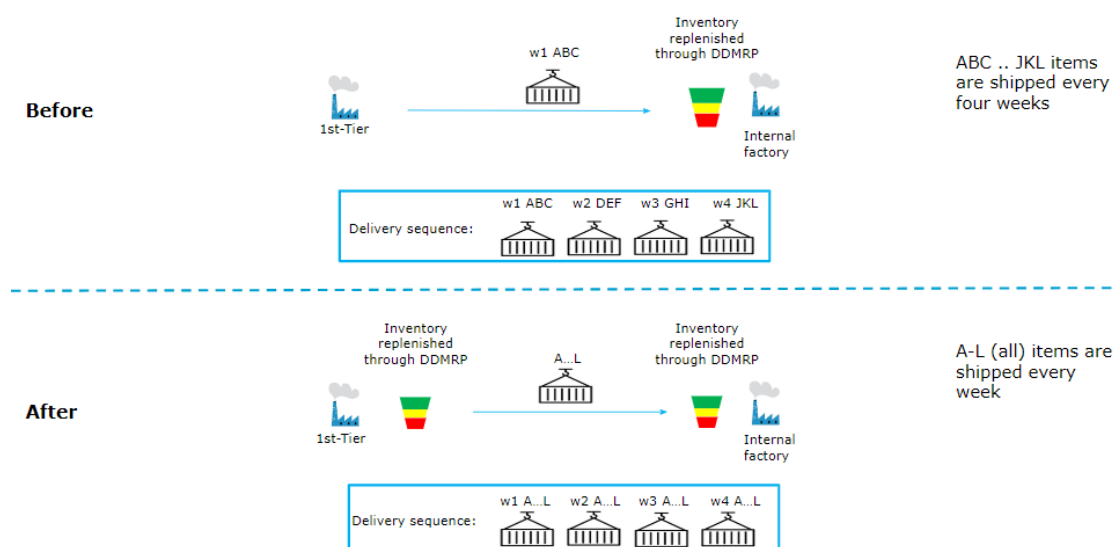 Inventory
replenished
through DDMRP
w1 ABC
ABC .. JKL items
are shipped every
four weeks
Before
1st-Tier
Internal
factory
w1 ABC w2 DEF w3 GHI w4 JKL
Delivery sequence:
Inventory
replenished
through DDMRP
Inventory
replenished
through DDMRP
A...L
A-L (all) items are
shipped every
week
After
1st-Tier
Internal
factory
w1 A...L w2 A...L w3 A...L w4 A...L
Delivery sequence: